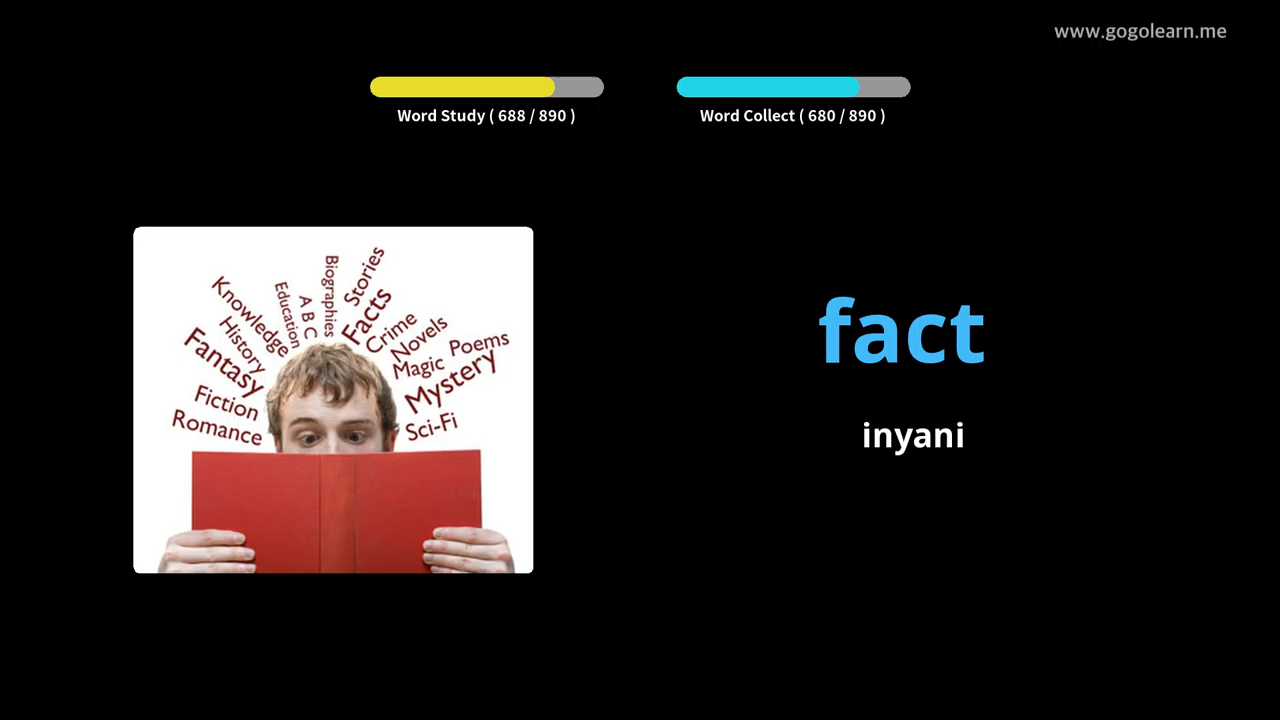 www.gogolearn.me
Word Study ( 688 / 890 )
Word Collect ( 680 / 890 )
Knowledge
History
Fantasy
Fiction
Romance
Education
A B C
Biographies
Stories
Facts
Crime
Novels
Magic
Poems
Mystery
Sci-Fi
fact
inyani